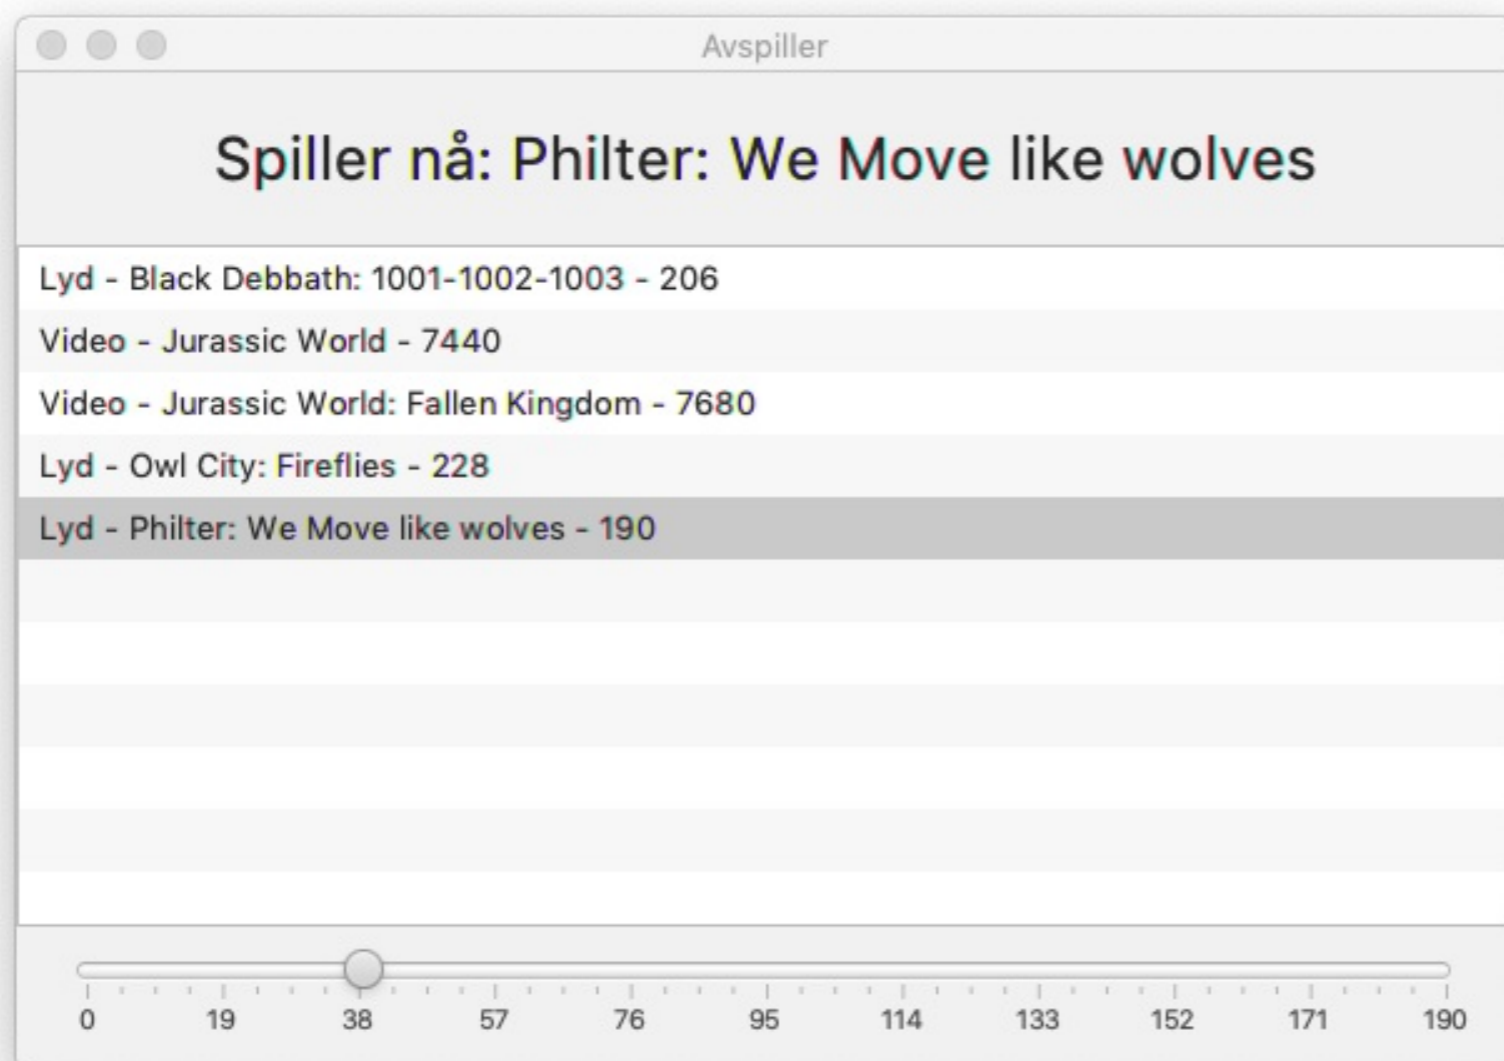 Avspiller
Spiller nå: Philter: We Move like wolves
Lyd - Black Debbath: 1001-1002-1003 - 206
Video - Jurassic World - 7440
Video - Jurassic World: Fallen Kingdom - 7680
Lyd - Owl City: Fireflies - 228
Lyd - Philter: We Move like wolves - 190
0 19 38 57 76 95 114 133 152 171 190